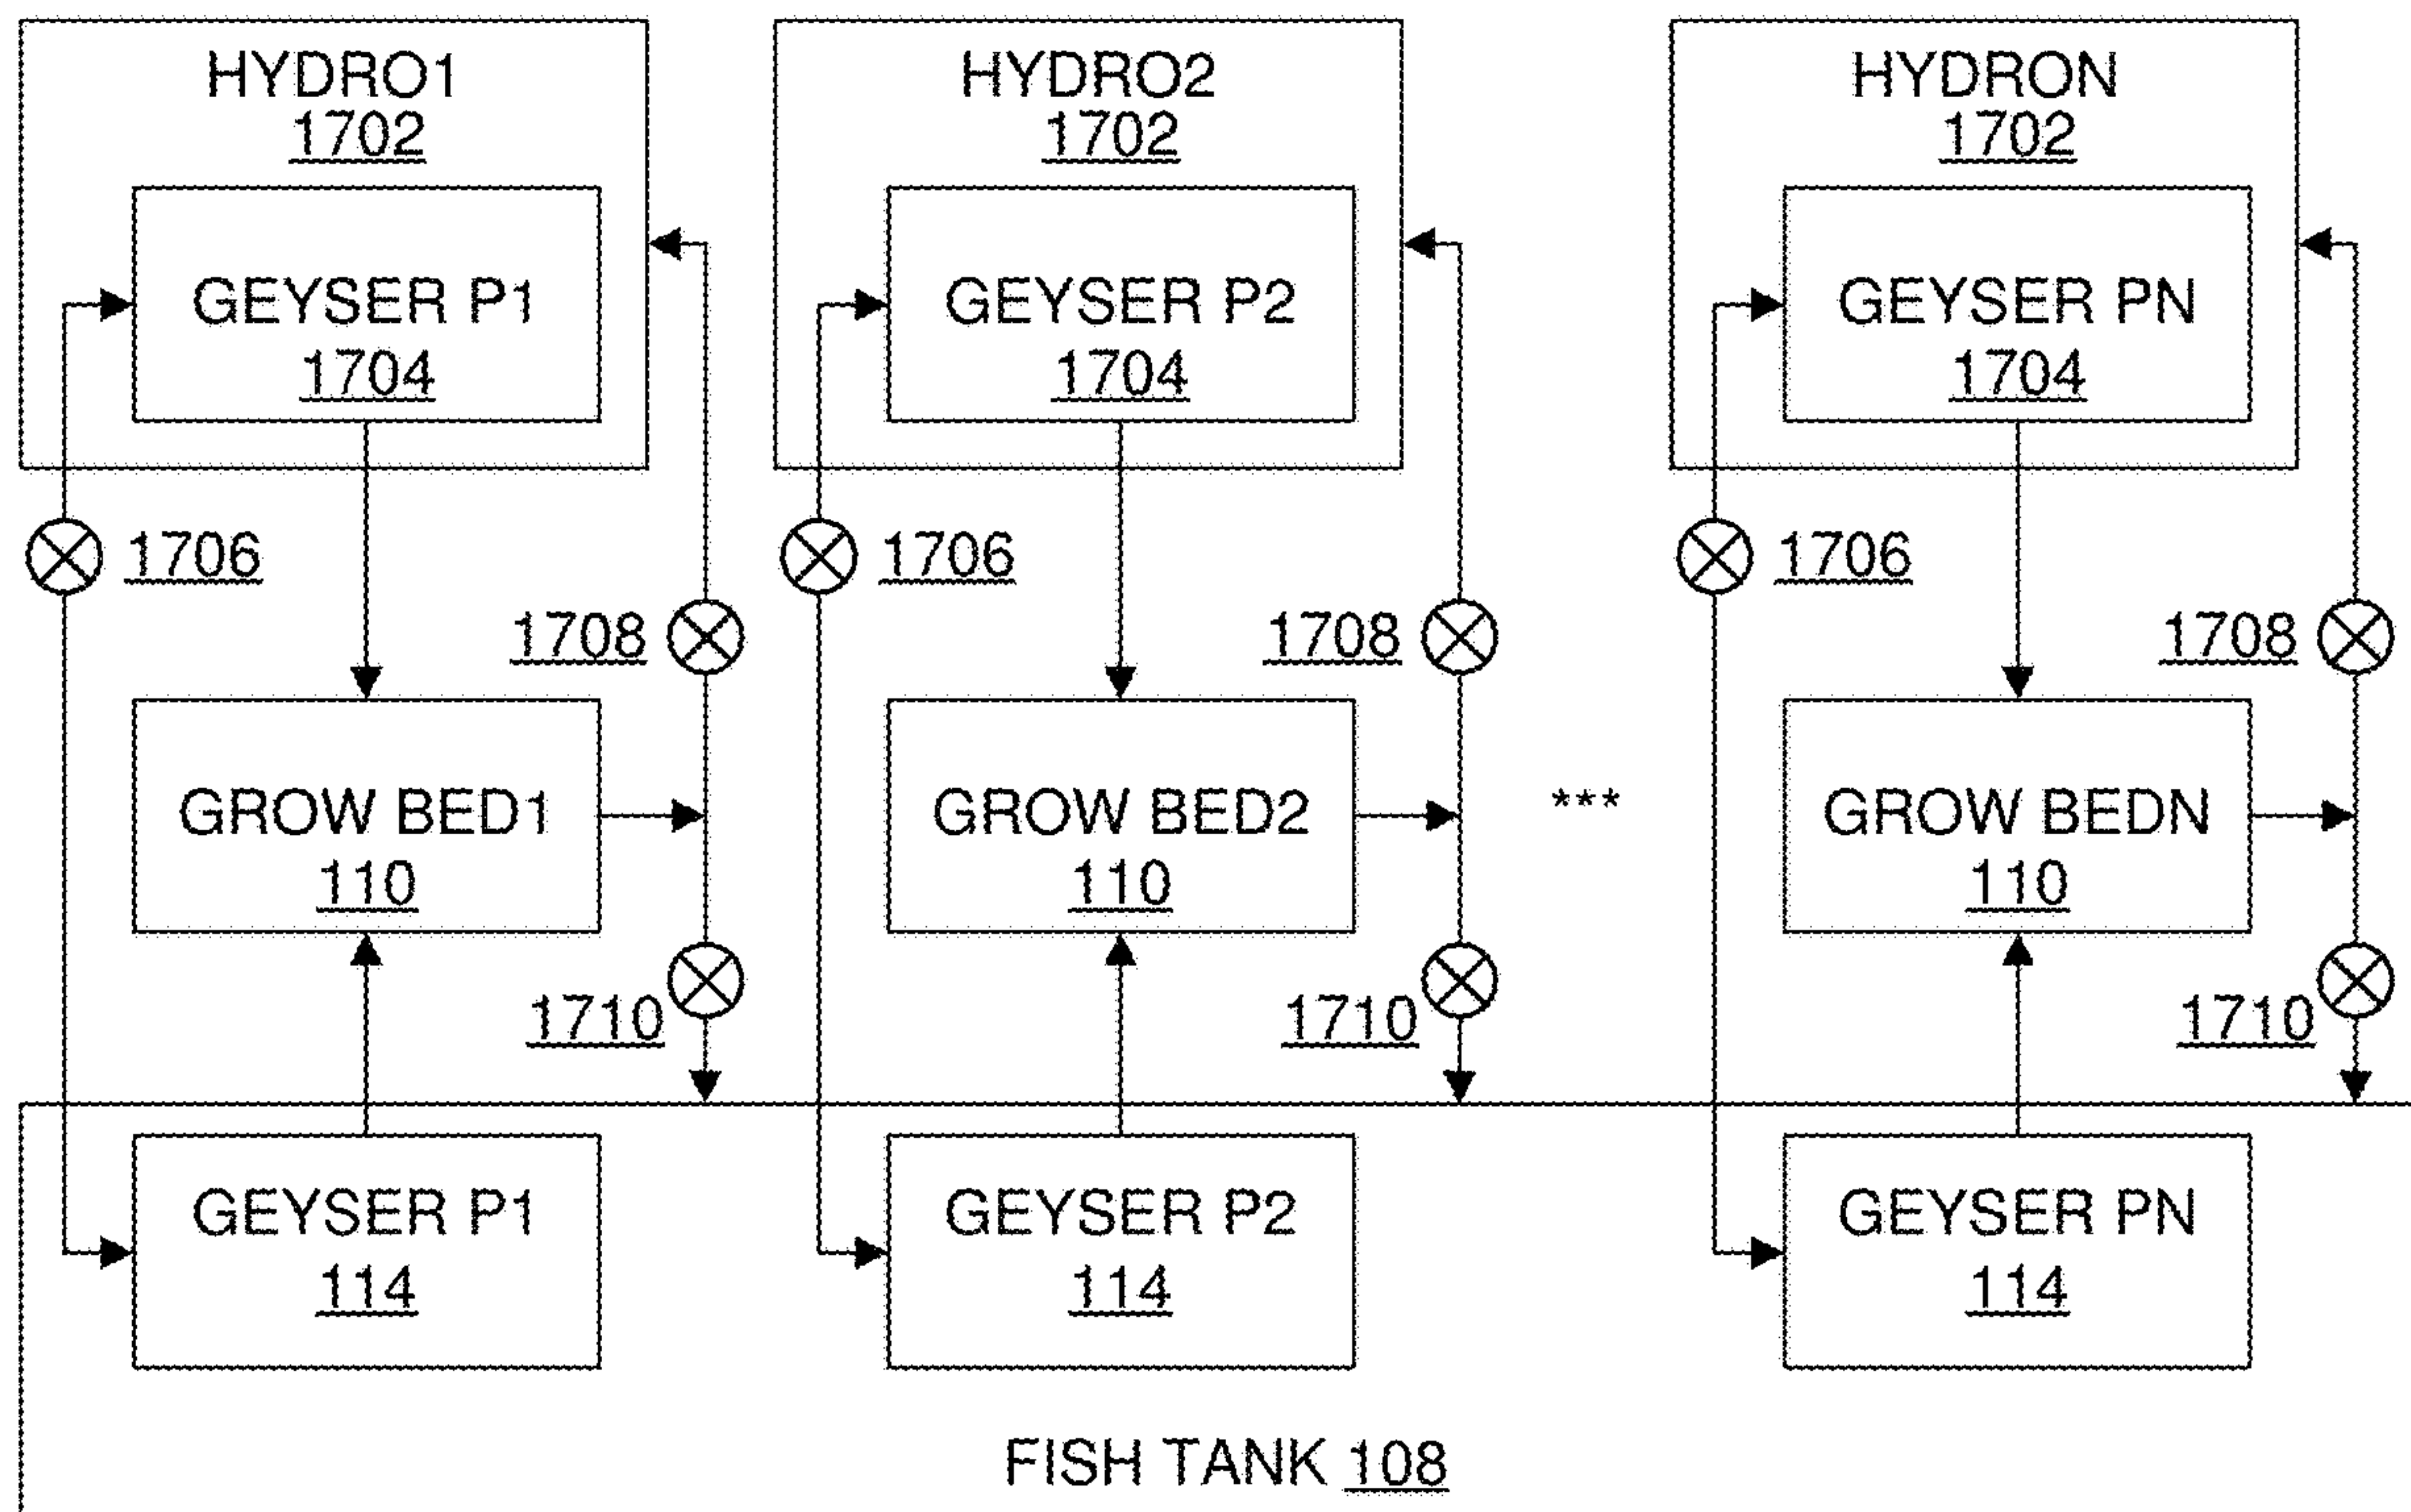 HYDRO1
1702
HYDRO2
1702
HYDRON
1702
GEYSER P1
1704
GEYSER P2
1704
GEYSER PN
1704
1706
1706
1706
1708
1708
1708
GROW BED1
110
GROW BED2
110
***
GROW BEDN
110
1710
1710
1710
GEYSER P1
114
GEYSER P2
114
GEYSER PN
114
FISH TANK 108